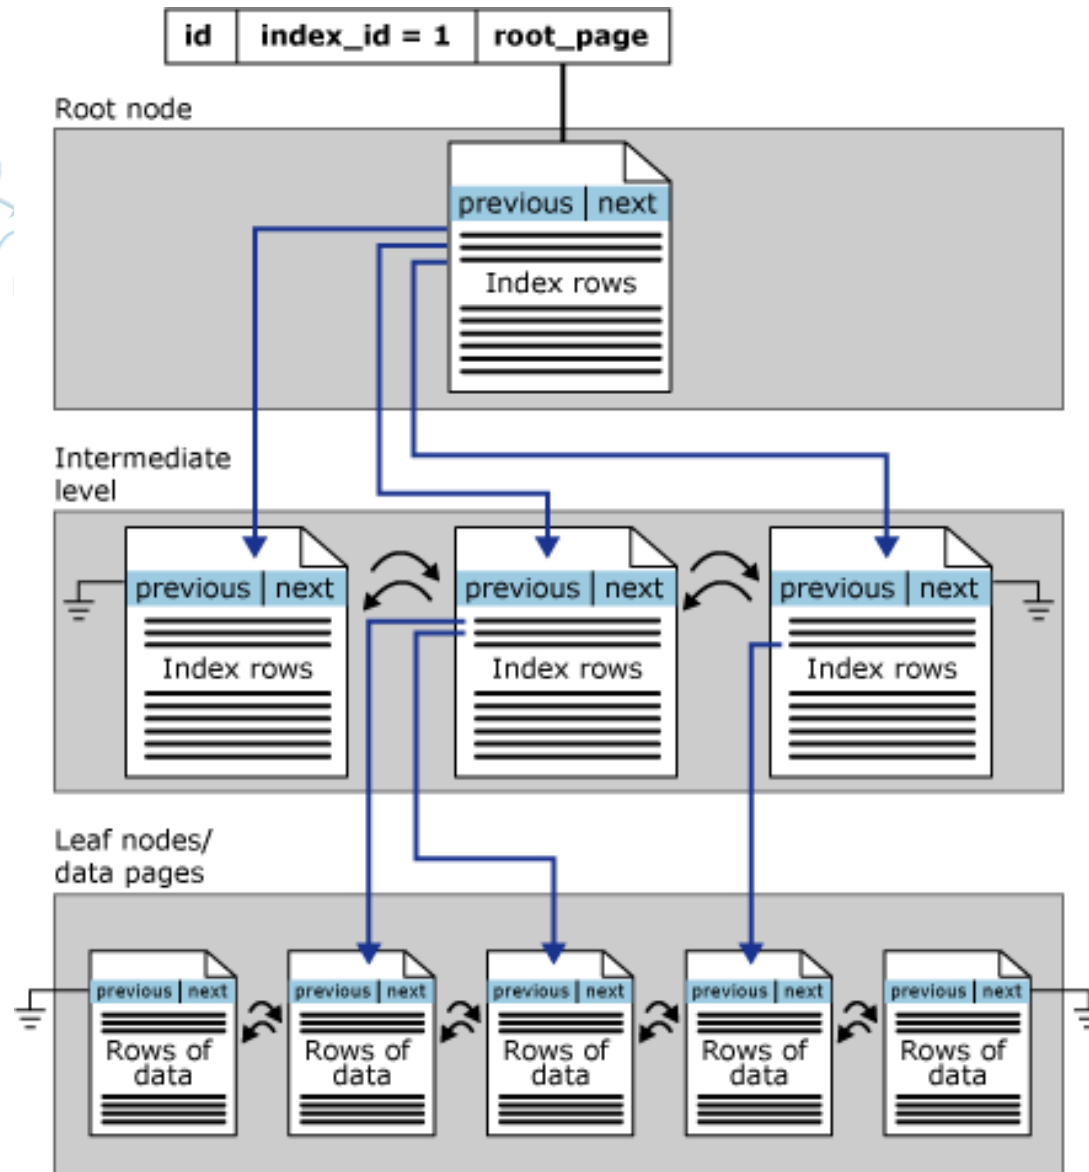 id index_id = 1 root_page
Root node
previous next
Index rows
Intermediate
level
previous next previous next previous next
Index rows Index rows Index rows
Leaf nodes/
data pages
previous next previous next previous next previous next previous next
Rows of Rows of Rows of Rows of Rows of
data data data data data